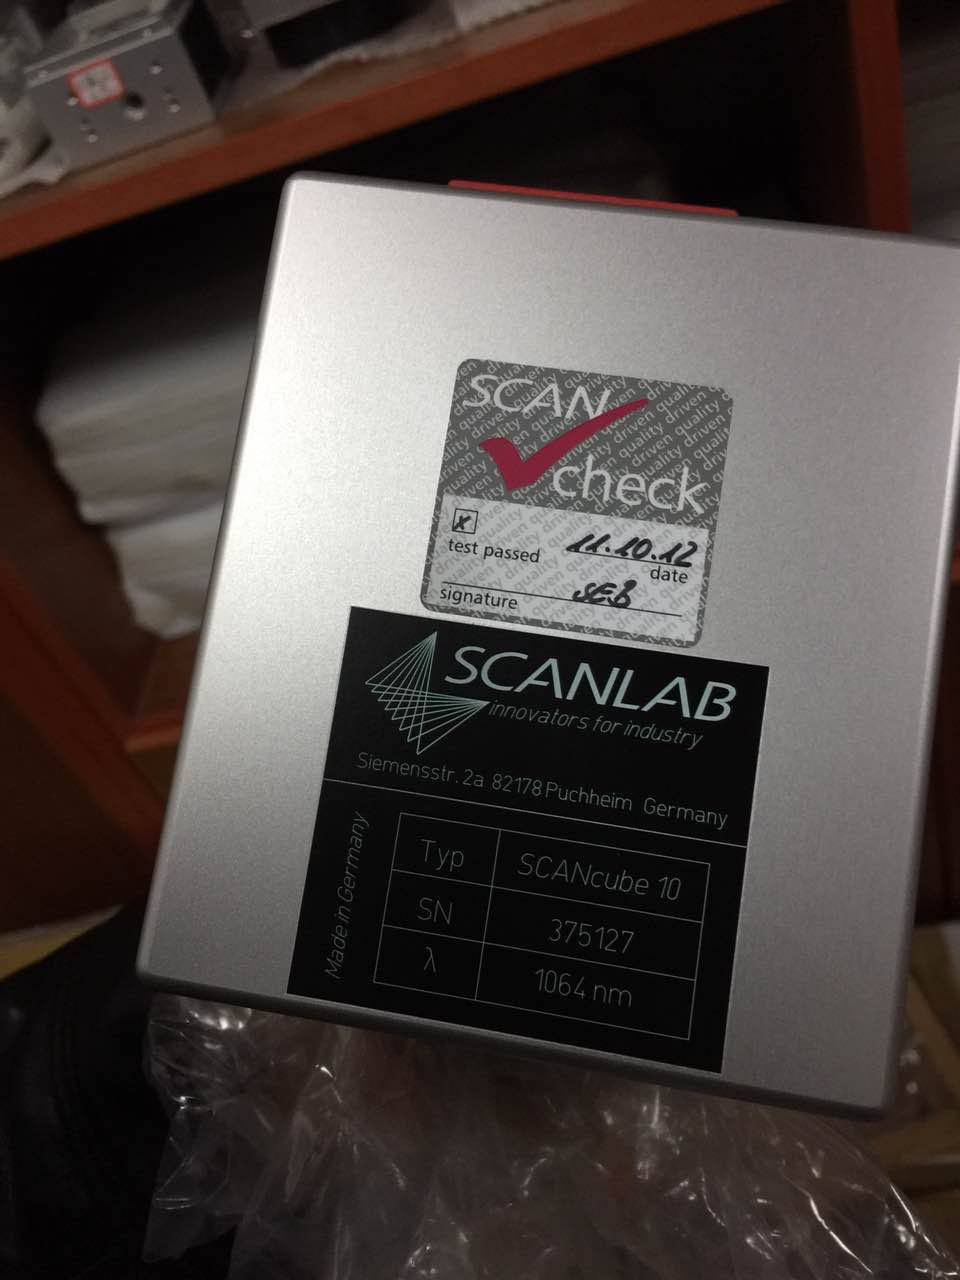 SCAN
check
test passed 11.10.12
date
signature SEB
SCANLAB
innovators for industry
Siemensstr. 2a 82178 Puchheim Germany
Made in Germany
Typ SCANcube 10
SN 375127
λ 1064 nm